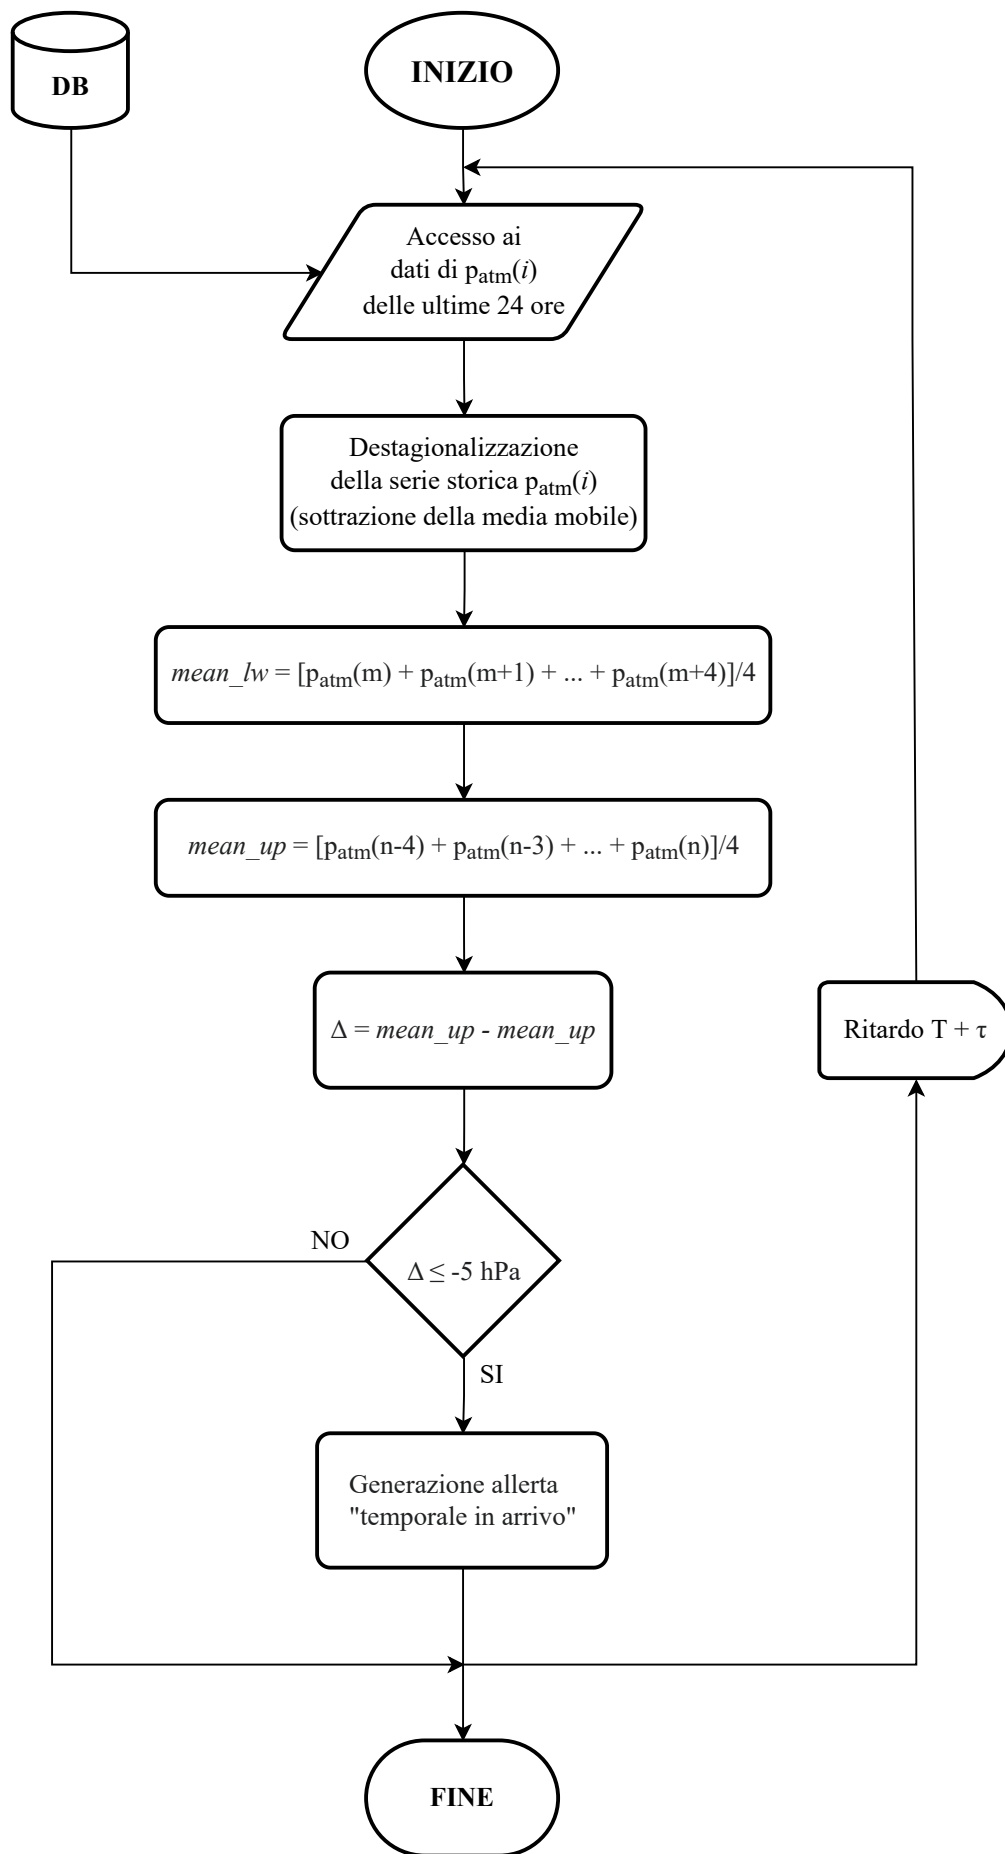 DB
INIZIO
Accesso ai
dati di pₐₜₘ(i)
delle ultime 24 ore
Destagionalizzazione
della serie storica pₐₜₘ(i)
(sottrazione della media mobile)
mean_lw = [pₐₜₘ(m) + pₐₜₘ(m+1) + ... + pₐₜₘ(m+4)]/4
mean_up = [pₐₜₘ(n-4) + pₐₜₘ(n-3) + ... + pₐₜₘ(n)]/4
Δ = mean_up - mean_up
Ritardo T + τ
NO
Δ ≤ -5 hPa
SI
Generazione allerta
"temporale in arrivo"
FINE